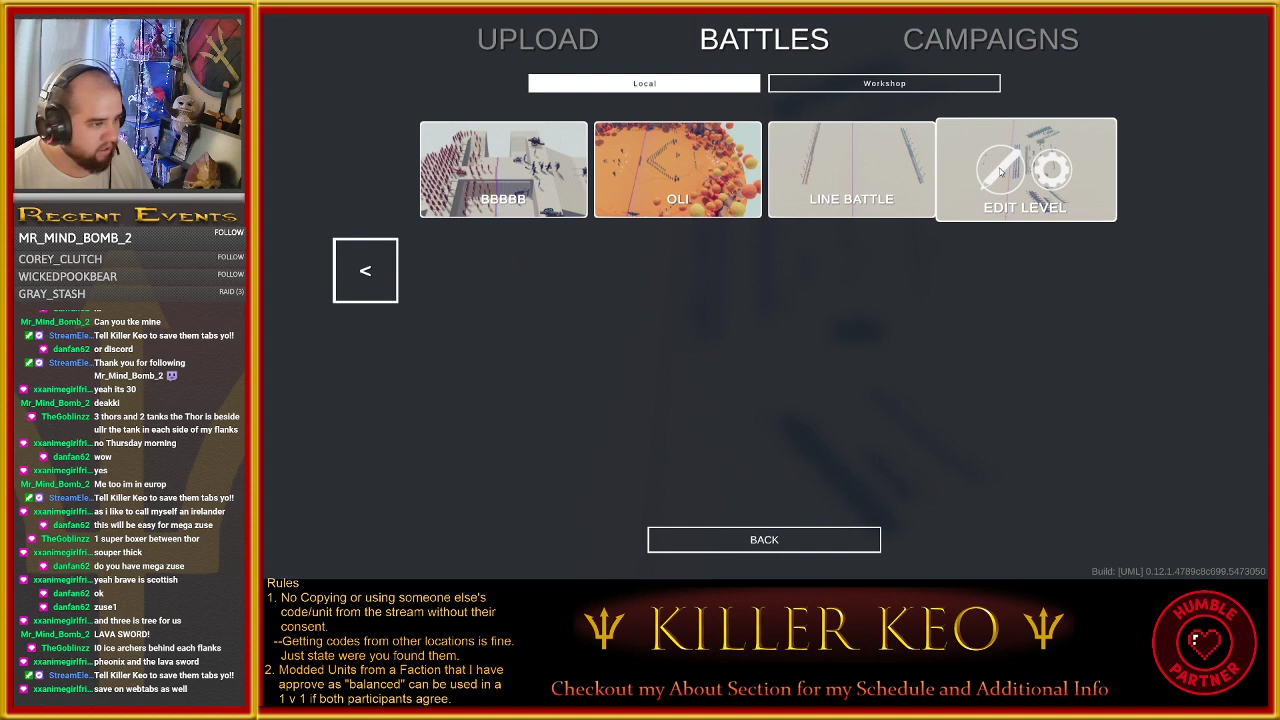 UPLOAD BATTLES CAMPAIGNS
Local Workshop
BBBBB OLI LINE BATTLE EDIT LEVEL
<
BACK
Build: [UML] 0.12.1.4789c8c699.5473050
RECENT EVENTS
MR_MIND_BOMB_2 FOLLOW
COREY_CLUTCH FOLLOW
WICKEDPOOKBEAR FOLLOW
GRAY_STASH RAID (3)
Mr_Mind_Bomb_2 Can you tke mine
StreamEle... Tell Killer Keo to save them tabs yo!!
danfan62 or discord
StreamEle... Thank you for following
Mr_Mind_Bomb_2
xxanimegirlfri... yeah its 30
Mr_Mind_Bomb_2 deakki
TheGoblinzz 3 thors and 2 tanks the Thor is beside
ullr the tank in each side of my flanks
xxanimegirlfri... no Thursday morning
danfan62 wow
xxanimegirlfri... yes
Mr_Mind_Bomb_2 Me too im in europ
StreamEle... Tell Killer Keo to save them tabs yo!!
xxanimegirlfri... as i like to call myself an irelander
danfan62 this will be easy for mega zuse
TheGoblinzz 1 super boxer between thor
xxanimegirlfri... souper thick
danfan62 do you have mega zuse
xxanimegirlfri... yeah brave is scottish
danfan62 ok
danfan62 zuse1
xxanimegirlfri... and three is tree for us
Mr_Mind_Bomb_2 LAVA SWORD!
TheGoblinzz 10 ice archers behind each flanks
xxanimegirlfri... pheonix and the lava sword
StreamEle... Tell Killer Keo to save them tabs yo!!
xxanimegirlfri... save on webtabs as well
Rules
1. No Copying or using someone else's
code/unit from the stream without their
consent.
--Getting codes from other locations is fine.
Just state were you found them.
2. Modded Units from a Faction that I have
approve as "balanced" can be used in a
1 v 1 if both participants agree.
KILLER KEO
Checkout my About Section for my Schedule and Additional Info
HUMBLE
PARTNER